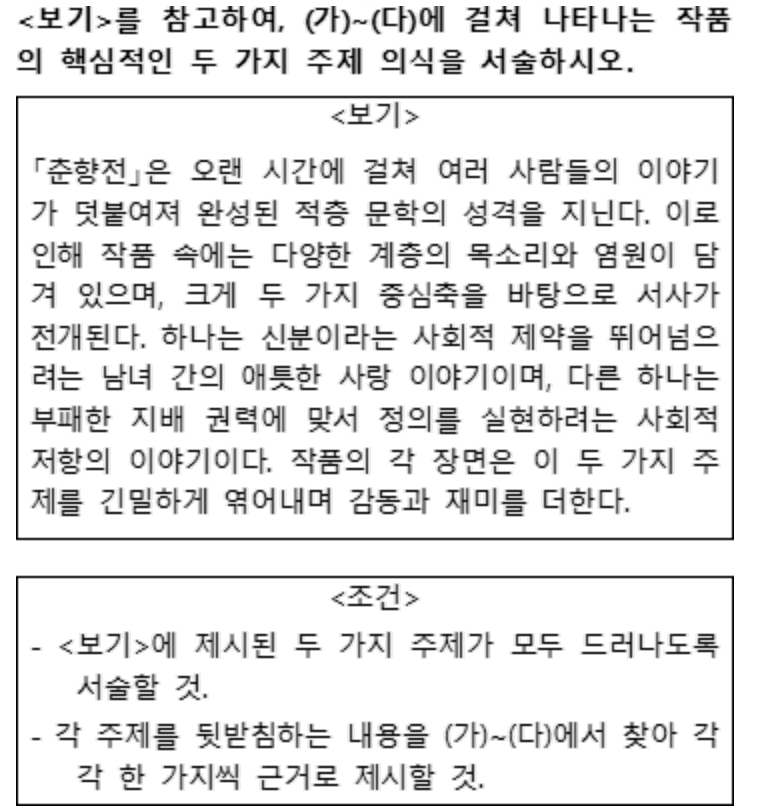 <보기>를 참고하여, (가)~(다)에 걸쳐 나타나는 작품
의 핵심적인 두 가지 주제 의식을 서술하시오.
<보기>
「춘향전」은 오랜 시간에 걸쳐 여러 사람들의 이야기
가 덧붙여져 완성된 적층 문학의 성격을 지닌다. 이로
인해 작품 속에는 다양한 계층의 목소리와 염원이 담
겨 있으며, 크게 두 가지 중심축을 바탕으로 서사가
전개된다. 하나는 신분이라는 사회적 제약을 뛰어넘으
려는 남녀 간의 애틋한 사랑 이야기이며, 다른 하나는
부패한 지배 권력에 맞서 정의를 실현하려는 사회적
저항의 이야기이다. 작품의 각 장면은 이 두 가지 주
제를 긴밀하게 엮어내며 감동과 재미를 더한다.
<조건>
- <보기>에 제시된 두 가지 주제가 모두 드러나도록
서술할 것.
- 각 주제를 뒷받침하는 내용을 (가)~(다)에서 찾아 각
각 한 가지씩 근거로 제시할 것.